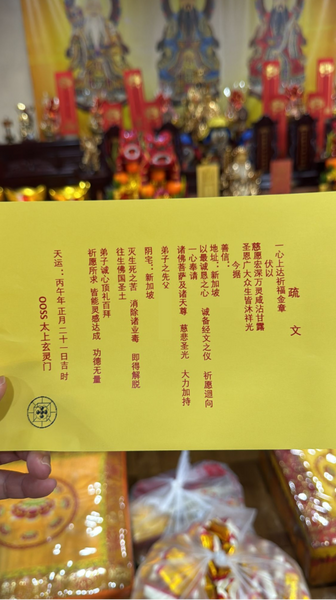 疏 文
一心上达祈福金章
伏以
慈愿宏深万灵咸沾甘露
圣恩广大众生皆沐祥光
今据
善信：
地址：新加坡
以最诚恳之心 诚备经文之仪 祈愿迴向
一心奉请
诸佛菩萨及诸天尊 慈悲圣光 大力加持
弟子之先父
阴宅：新加坡
灭生死之苦 消除诸业毒 即得解脱
往生佛国圣土
弟子诚心顶礼百拜
祈愿所求 皆能灵感达成 功德无量
天运：丙午年 正月二十一日吉时
OOSS 太上玄灵门